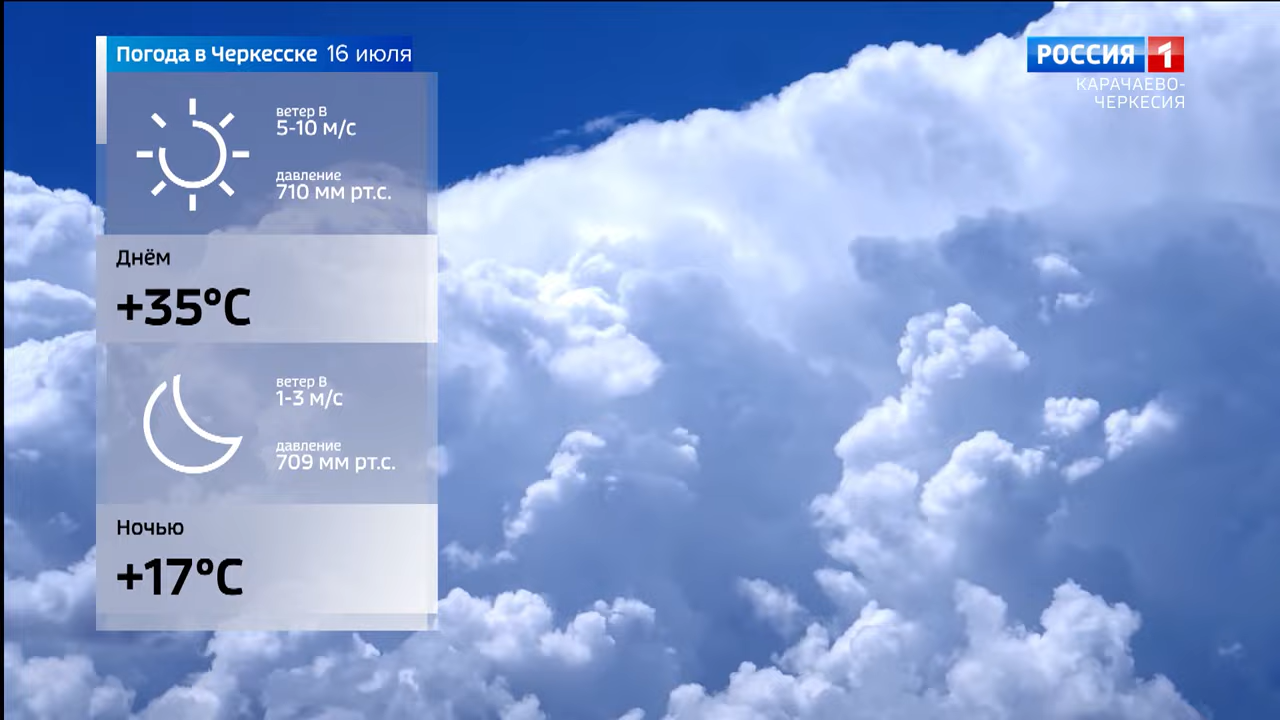 Погода в Черкесске 16 июля
РОССИЯ 1
КАРАЧАЕВО-
ЧЕРКЕСИЯ
ветер В
5-10 м/с
давление
710 мм рт.с.
Днём
+35°C
ветер В
1-3 м/с
давление
709 мм рт.с.
Ночью
+17°C